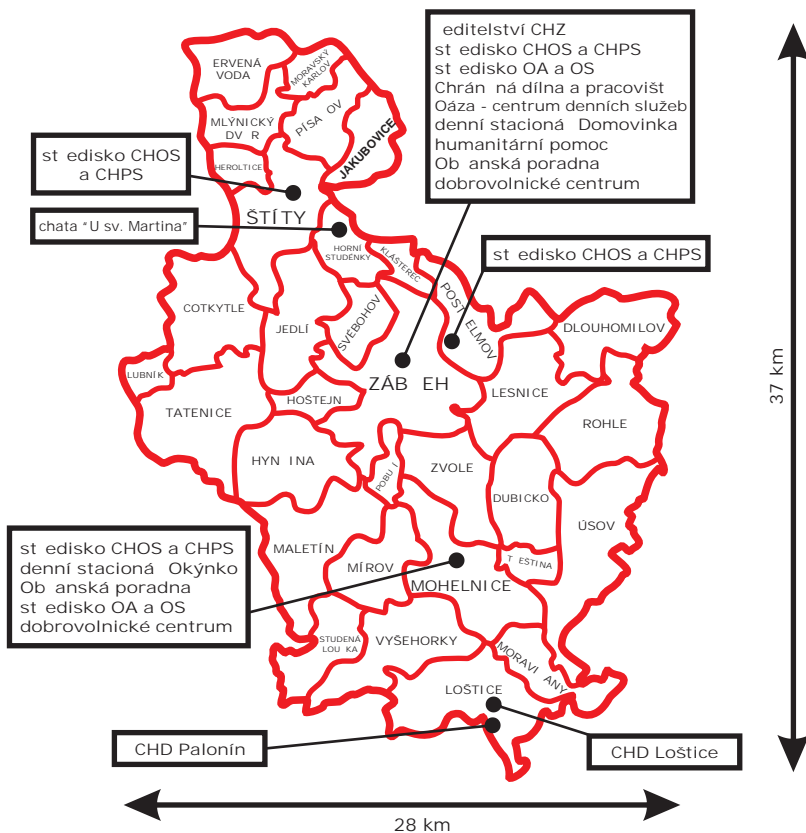 editelství CHZ
st edisko CHOS a CHPS
st edisko OA a OS
Chrán ná dílna a pracovišt
Oáza - centrum denních služeb
denní stacioná Domovinka
humanitární pomoc
Ob anská poradna
dobrovolnické centrum
ERVENÁ
VODA
MORAVSKÝ
KARLOV
MLÝNICKÝ
DV R
PÍSA OV
JAKUBOVICE
HEROLTICE
st edisko CHOS
a CHPS
ŠTÍTY
chata "U sv. Martina"
HORNÍ
STUDÉNKY
KLÁŠTEREC
st edisko CHOS a CHPS
POST ELMOV
COTKYTLE
JEDLÍ
SVÉBOHOV
DLOUHOMILOV
LUBNÍK
ZÁB EH
LESNICE
TATENICE
HOŠTEJN
ROHLE
HYN INA
POBU Í
ZVOLE
DUBICKO
ÚSOV
37 km
st edisko CHOS a CHPS
denní stacioná Okýnko
Ob anská poradna
st edisko OA a OS
dobrovolnické centrum
MALETÍN
MÍROV
T EŠTINA
MOHELNICE
STUDENÁ
LOU KA
VYŠEHORKY
MORAVI ANY
LOŠTICE
CHD Palonín
CHD Loštice
28 km